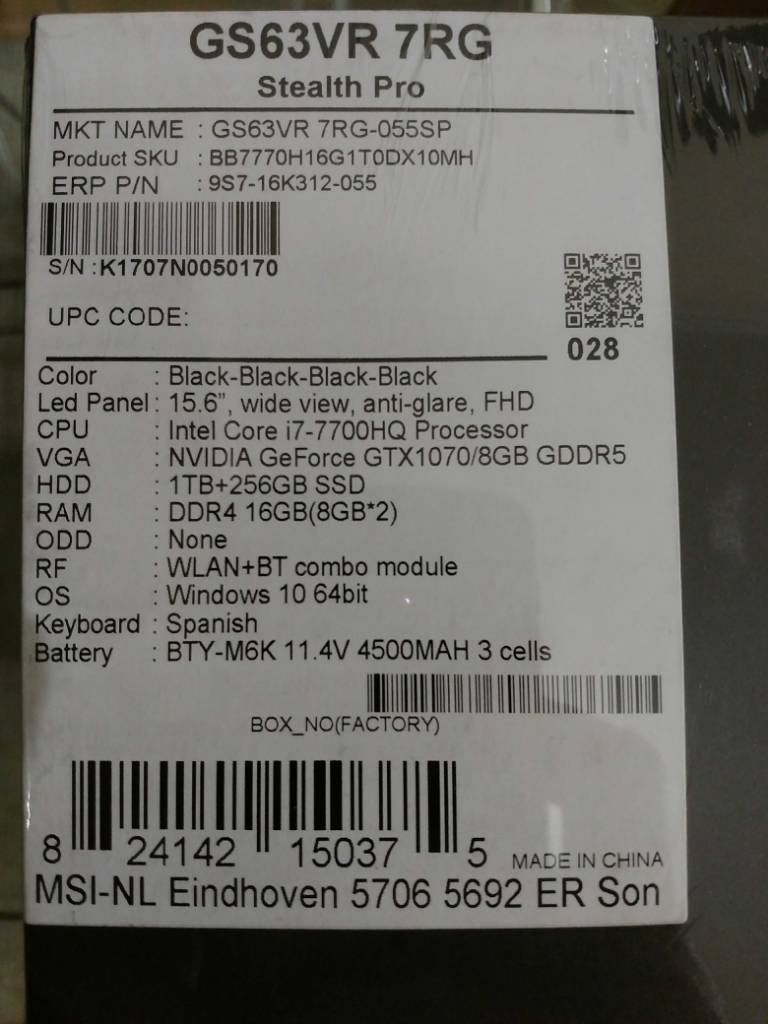 GS63VR 7RG
Stealth Pro
MKT NAME : GS63VR 7RG-055SP
Product SKU : BB7770H16G1T0DX10MH
ERP P/N : 9S7-16K312-055
S/N :K1707N0050170
UPC CODE:
028
Color : Black-Black-Black-Black
Led Panel : 15.6”, wide view, anti-glare, FHD
CPU : Intel Core i7-7700HQ Processor
VGA : NVIDIA GeForce GTX1070/8GB GDDR5
HDD : 1TB+256GB SSD
RAM : DDR4 16GB(8GB*2)
ODD : None
RF : WLAN+BT combo module
OS : Windows 10 64bit
Keyboard : Spanish
Battery : BTY-M6K 11.4V 4500MAH 3 cells
BOX_NO(FACTORY)
8 24142 15037 5 MADE IN CHINA
MSI-NL Eindhoven 5706 5692 ER Son